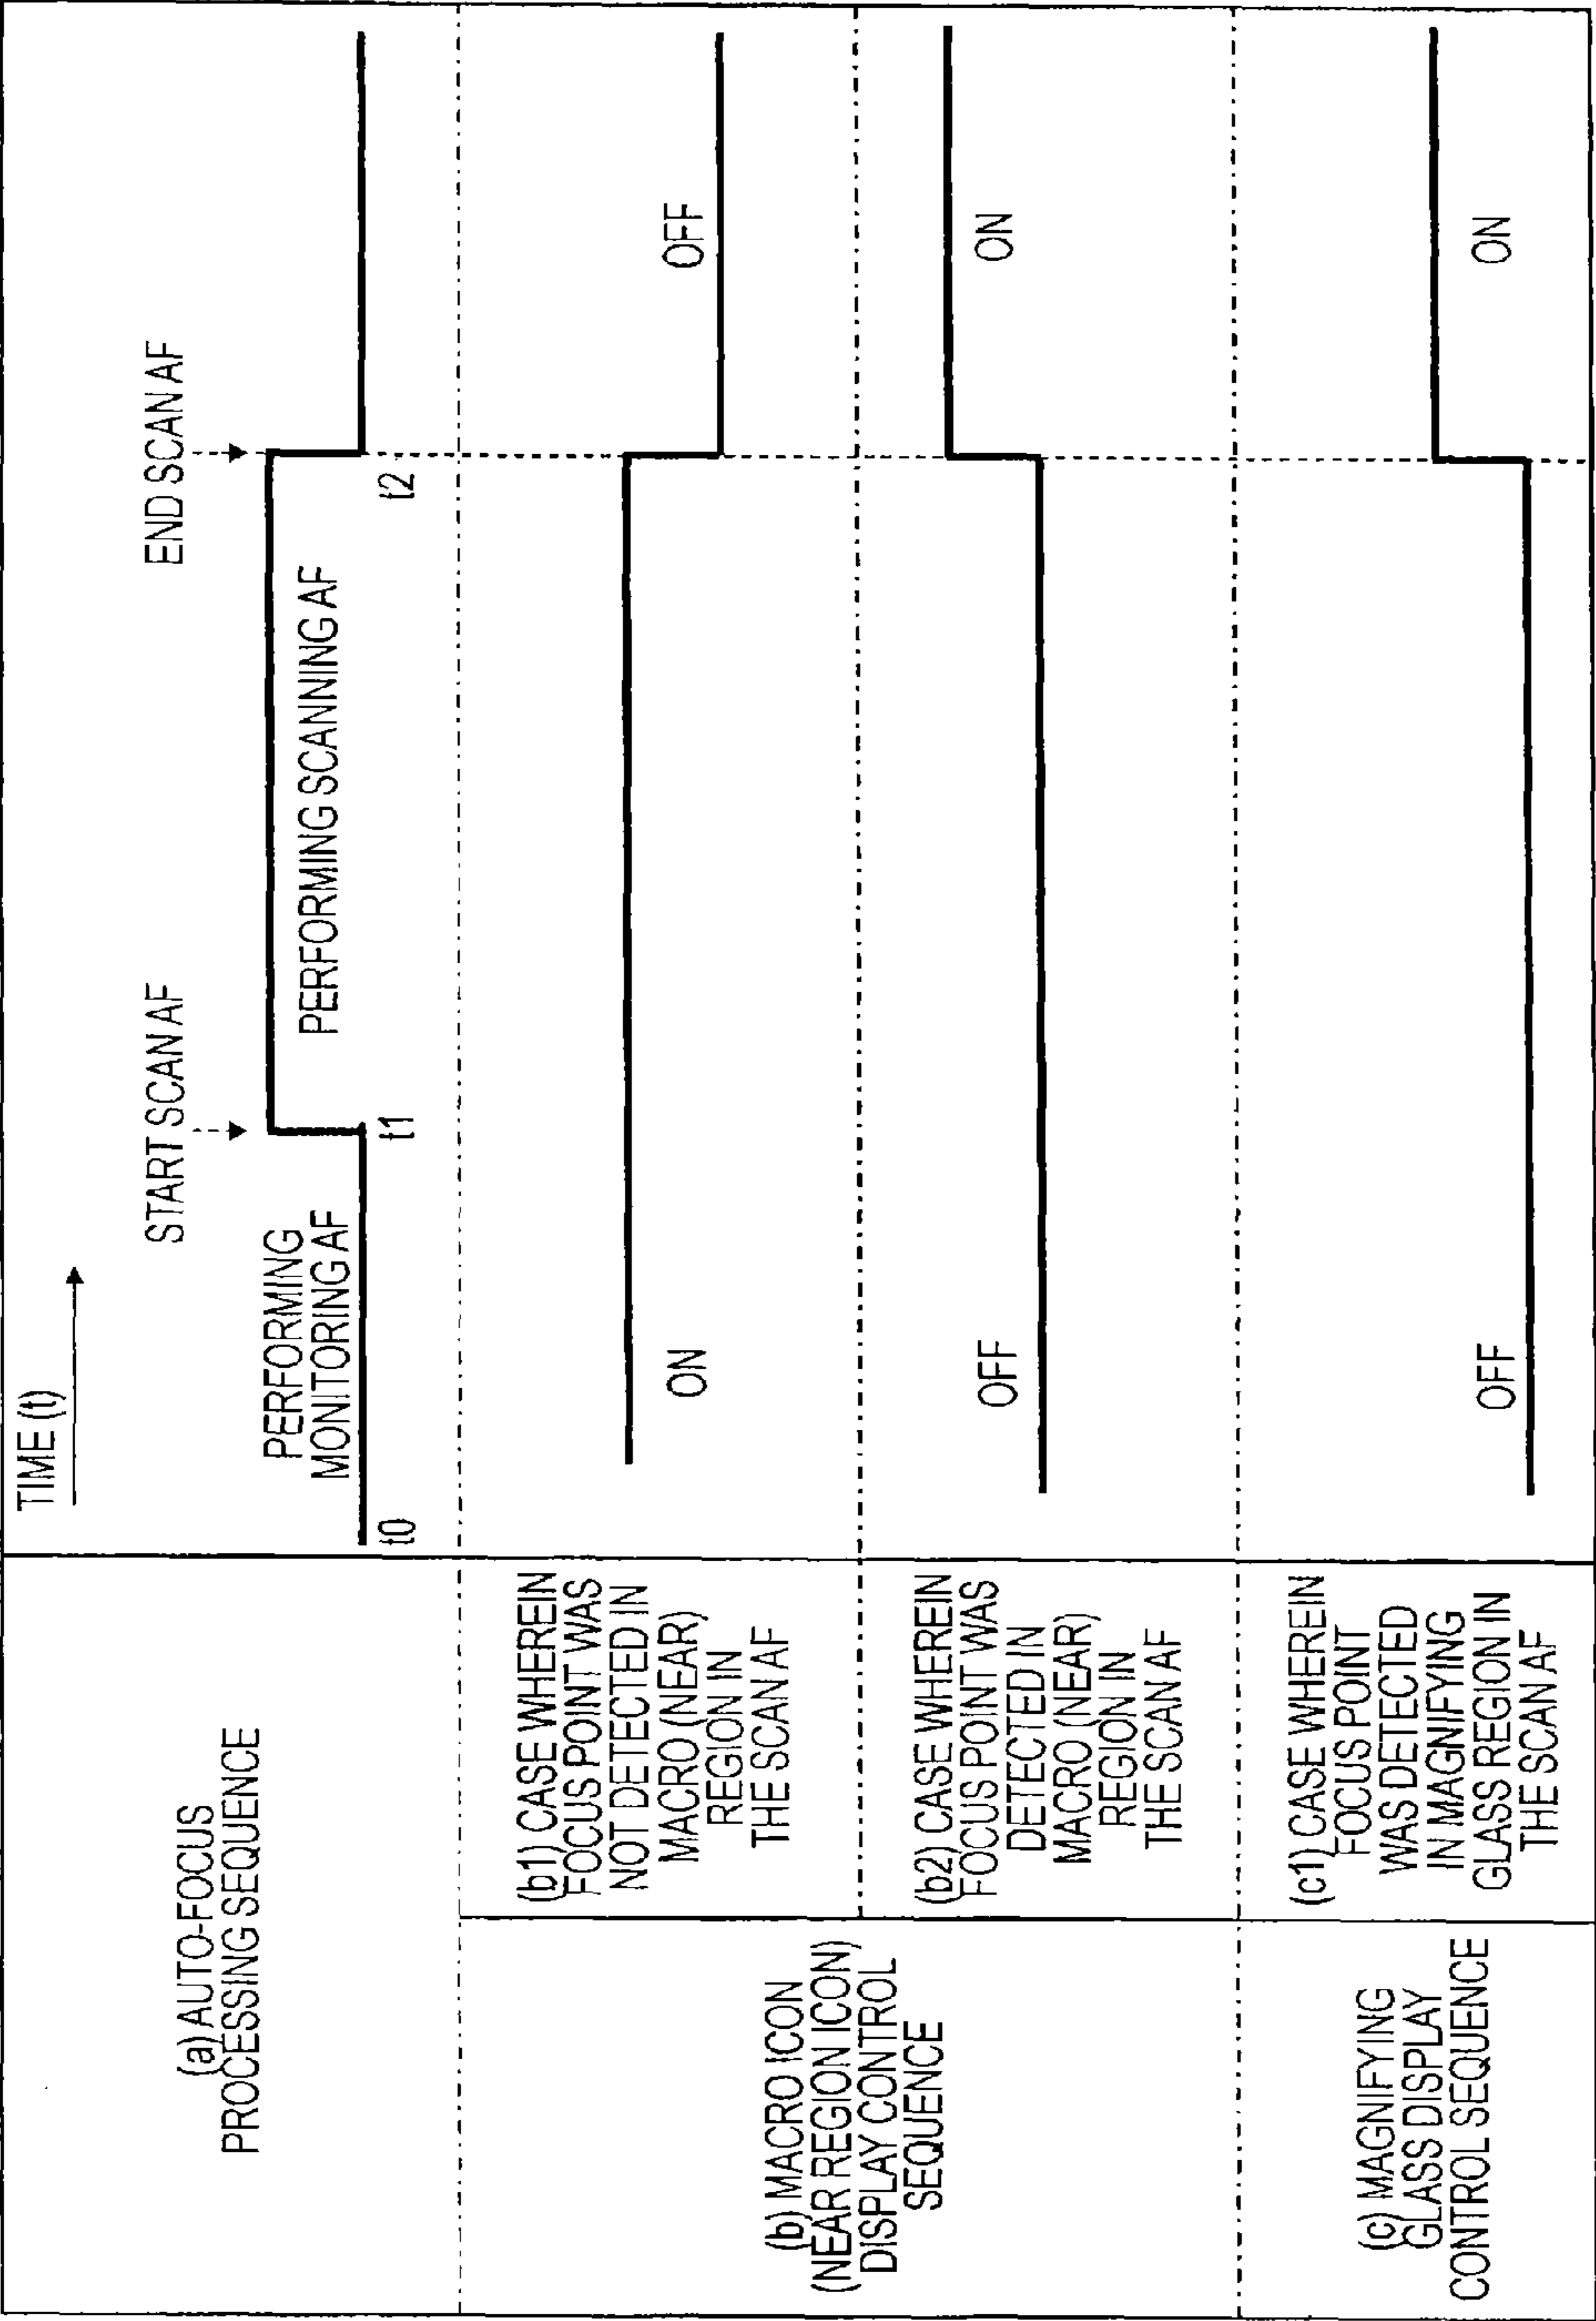 TIME (t)
START SCAN AF
END SCAN AF
(a) AUTO-FOCUS
PROCESSING SEQUENCE
PERFORMING
MONITORING AF
PERFORMING SCANNING AF
t0
t1
t2
(b) MACRO ICON
(NEAR REGION ICON)
DISPLAY CONTROL
SEQUENCE
(b1) CASE WHEREIN
FOCUS POINT WAS
NOT DETECTED IN
MACRO (NEAR)
REGION IN
THE SCAN AF
ON
OFF
(b2) CASE WHEREIN
FOCUS POINT WAS
DETECTED IN
MACRO (NEAR)
REGION IN
THE SCAN AF
OFF
ON
(c) MAGNIFYING
GLASS DISPLAY
CONTROL SEQUENCE
(c1) CASE WHEREIN
FOCUS POINT
WAS DETECTED
IN MAGNIFYING
GLASS REGION IN
THE SCAN AF
OFF
ON